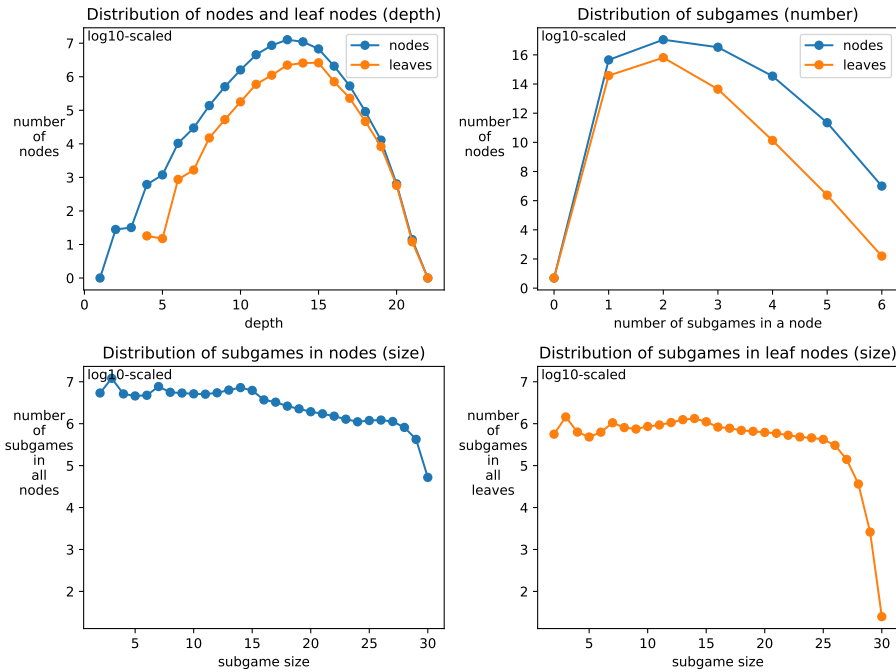 Distribution of nodes and leaf nodes (depth)
log10-scaled
nodes
leaves
number
of
nodes
7
6
5
4
3
2
1
0
0 5 10 15 20
depth
Distribution of subgames (number)
log10-scaled
nodes
leaves
number
of
nodes
16
14
12
10
8
6
4
2
0
0 1 2 3 4 5 6
number of subgames in a node
Distribution of subgames in nodes (size)
log10-scaled
number
of
subgames
in
all
nodes
7
6
5
4
3
2
5 10 15 20 25 30
subgame size
Distribution of subgames in leaf nodes (size)
log10-scaled
number
of
subgames
in
all
leaves
7
6
5
4
3
2
5 10 15 20 25 30
subgame size